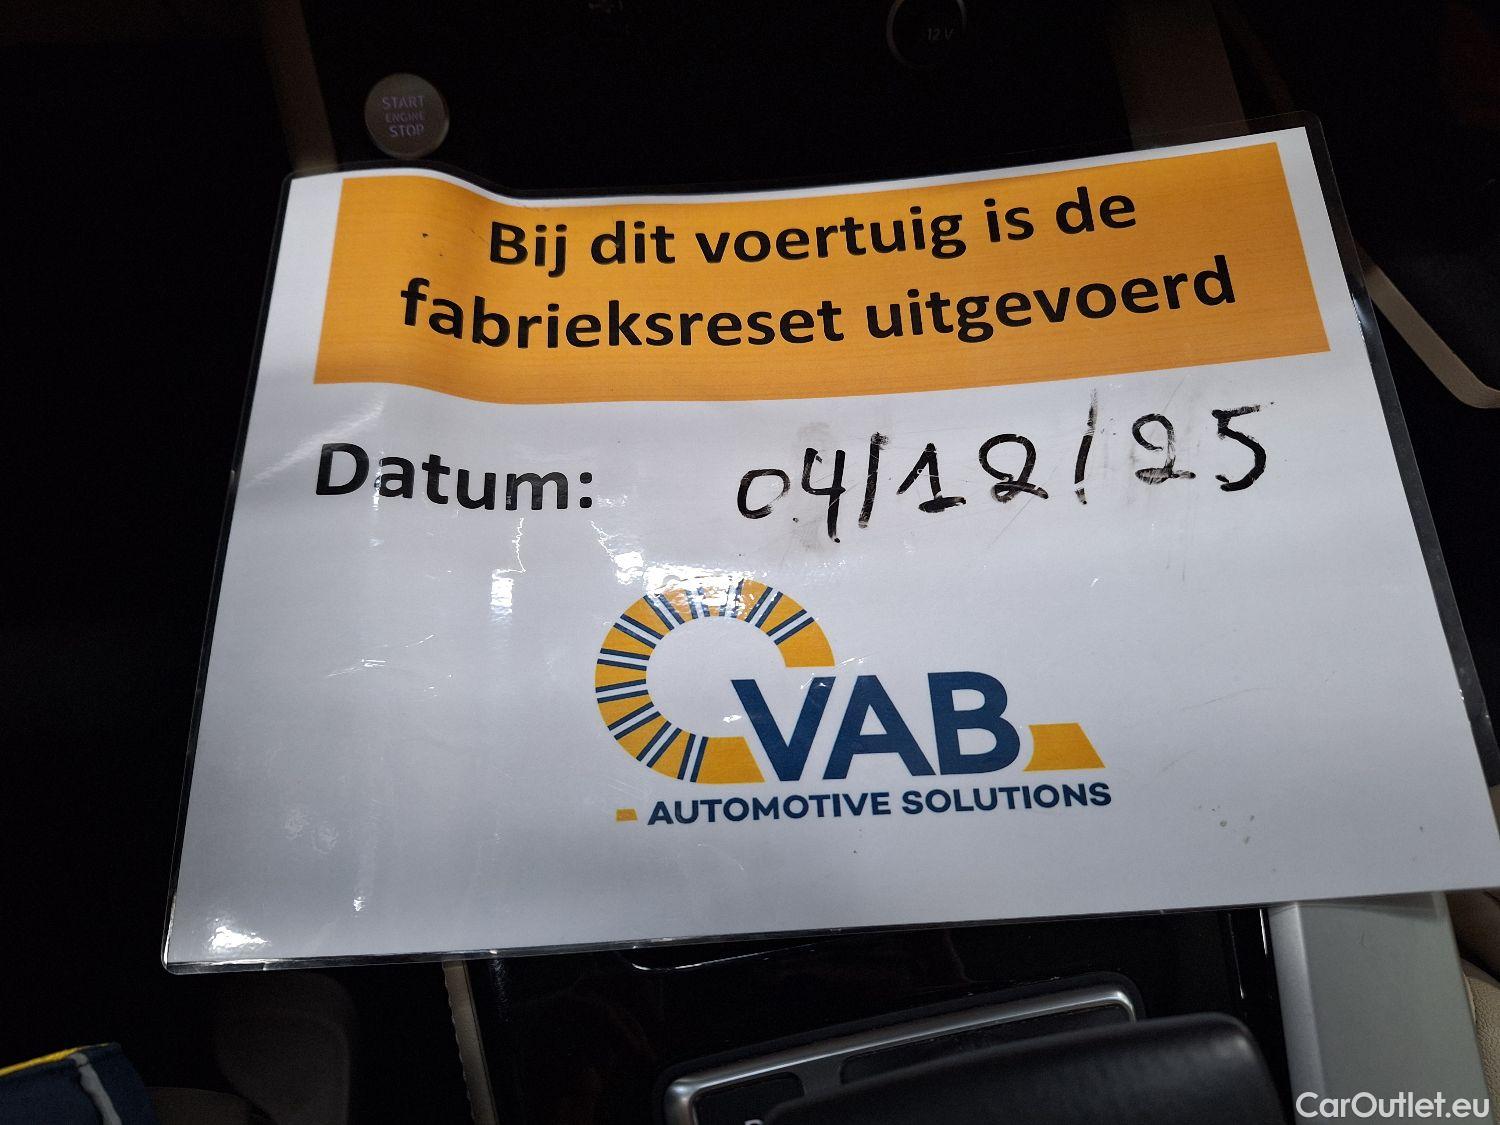 12 V
START
ENGINE
STOP
Bij dit voertuig is de
fabrieksreset uitgevoerd
Datum: 04/12/25
VAB
AUTOMOTIVE SOLUTIONS
CarOutlet.eu